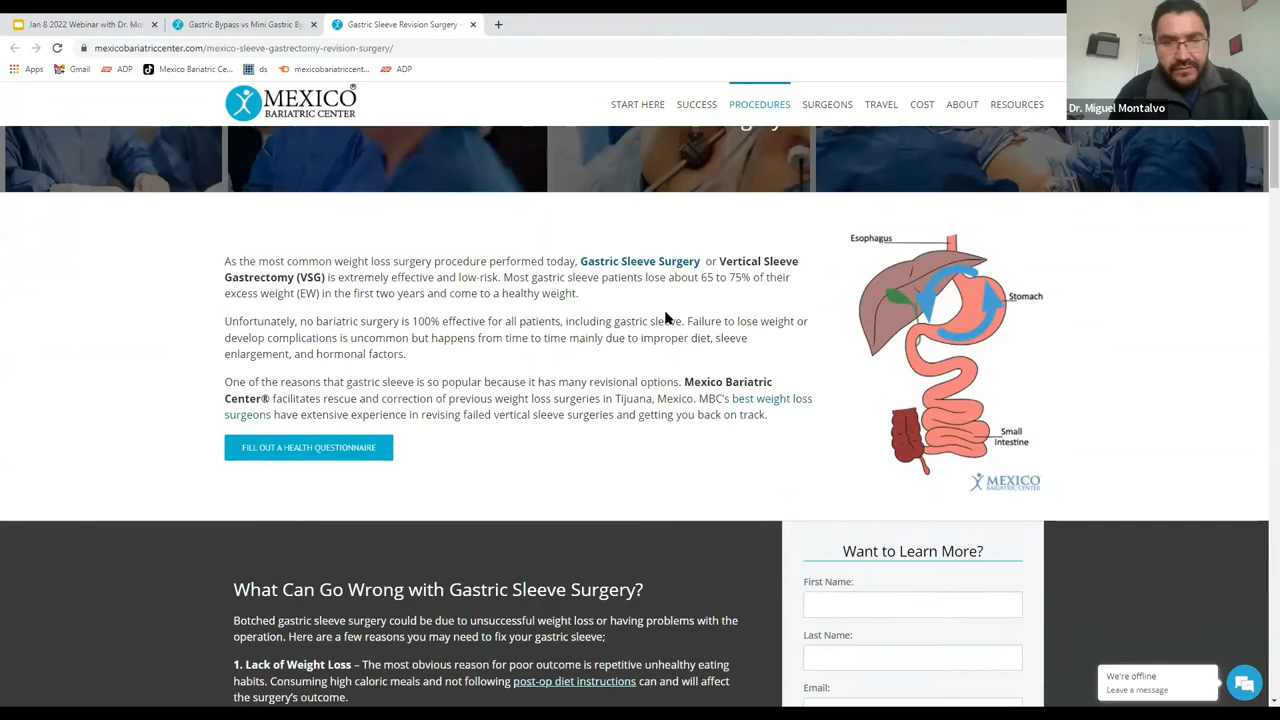 Jan 8 2022 Webinar with Dr. Mo
Gastric Bypass vs Mini Gastric By
Gastric Sleeve Revision Surgery
mexicobariatriccenter.com/mexico-sleeve-gastrectomy-revision-surgery/
Apps Gmail ADP Mexico Bariatric Ce... ds mexicobariatriccent... ADP
Dr. Miguel Montalvo
MEXICO
BARIATRIC CENTER®
START HERE SUCCESS PROCEDURES SURGEONS TRAVEL COST ABOUT RESOURCES
As the most common weight loss surgery procedure performed today, Gastric Sleeve Surgery or Vertical Sleeve
Gastrectomy (VSG) is extremely effective and low-risk. Most gastric sleeve patients lose about 65 to 75% of their
excess weight (EW) in the first two years and come to a healthy weight.
Unfortunately, no bariatric surgery is 100% effective for all patients, including gastric sleeve. Failure to lose weight or
develop complications is uncommon but happens from time to time mainly due to improper diet, sleeve
enlargement, and hormonal factors.
One of the reasons that gastric sleeve is so popular because it has many revisional options. Mexico Bariatric
Center® facilitates rescue and correction of previous weight loss surgeries in Tijuana, Mexico. MBC's best weight loss
surgeons have extensive experience in revising failed vertical sleeve surgeries and getting you back on track.
FILL OUT A HEALTH QUESTIONNAIRE
Esophagus
Stomach
Small
Intestine
MEXICO
BARIATRIC CENTER
What Can Go Wrong with Gastric Sleeve Surgery?
Botched gastric sleeve surgery could be due to unsuccessful weight loss or having problems with the
operation. Here are a few reasons you may need to fix your gastric sleeve;
1. Lack of Weight Loss – The most obvious reason for poor outcome is repetitive unhealthy eating
habits. Consuming high caloric meals and not following post-op diet instructions can and will affect
the surgery's outcome.
Want to Learn More?
First Name:
Last Name:
Email:
We're offline
Leave a message